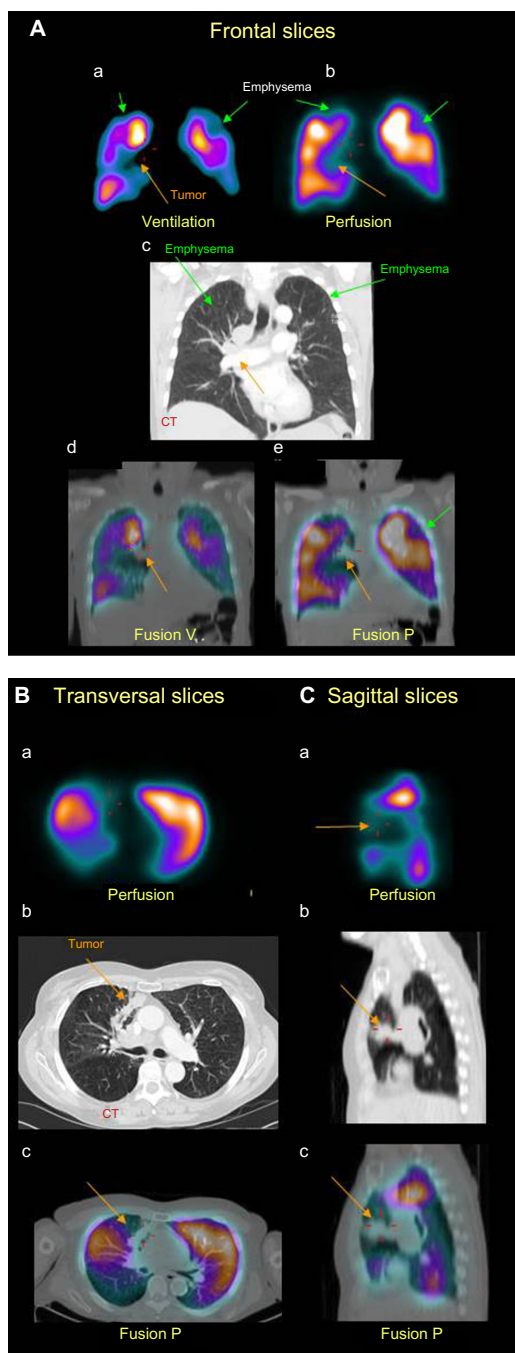 A Frontal slices
a
b
Emphysema
Tumor
Ventilation
Perfusion
c
Emphysema
Emphysema
CT
d
e
Fusion V
Fusion P
B Transversal slices
C Sagittal slices
a
a
Perfusion
Perfusion
b
b
Tumor
CT
c
c
Fusion P
Fusion P